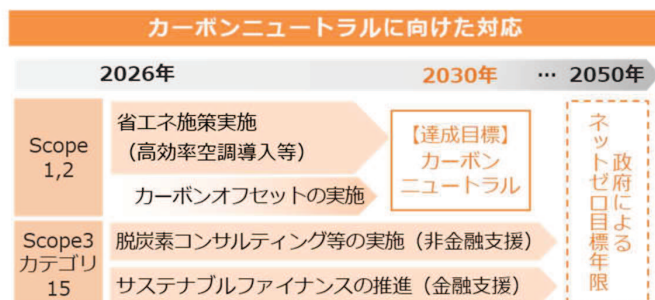 カーボンニュートラルに向けた対応
2026年
2030年
… 2050年
Scope
1,2
省エネ施策実施
（高効率空調導入等）
カーボンオフセットの実施
【達成目標】
カーボン
ニュートラル
Scope3
カテゴリ
15
脱炭素コンサルティング等の実施（非金融支援）
サステナブルファイナンスの推進（金融支援）
政府による
ネットゼロ目標年限